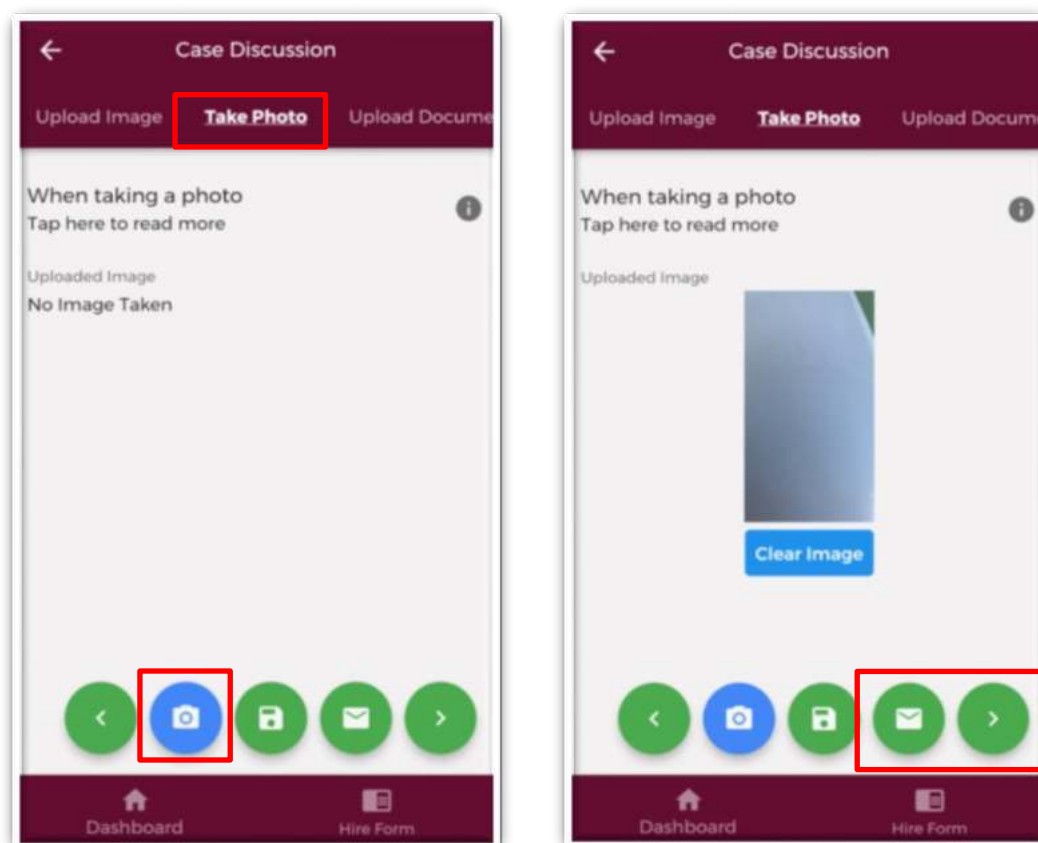 Case Discussion
Upload Image Take Photo Upload Docume
When taking a photo
Tap here to read more
Uploaded Image
No Image Taken
Dashboard Hire Form
Case Discussion
Upload Image Take Photo Upload Docum
When taking a photo
Tap here to read more
Uploaded Image
Clear Image
Dashboard Hire Form